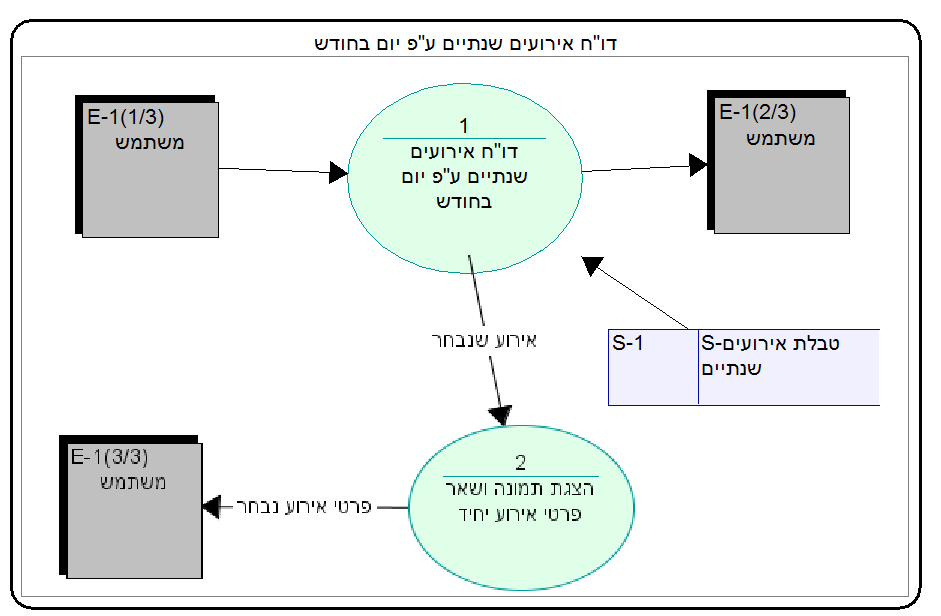 דו"ח אירועים שנתיים ע"פ יום בחודש
E-1(1/3)
משתמש
1
דו"ח אירועים
שנתיים ע"פ יום
בחודש
E-1(2/3)
משתמש
אירוע שנבחר
S-1
S-טבלת אירועים
שנתיים
2
הצגת תמונה ושאר
פרטי אירוע יחיד
פרטי אירוע נבחר
E-1(3/3)
משתמש